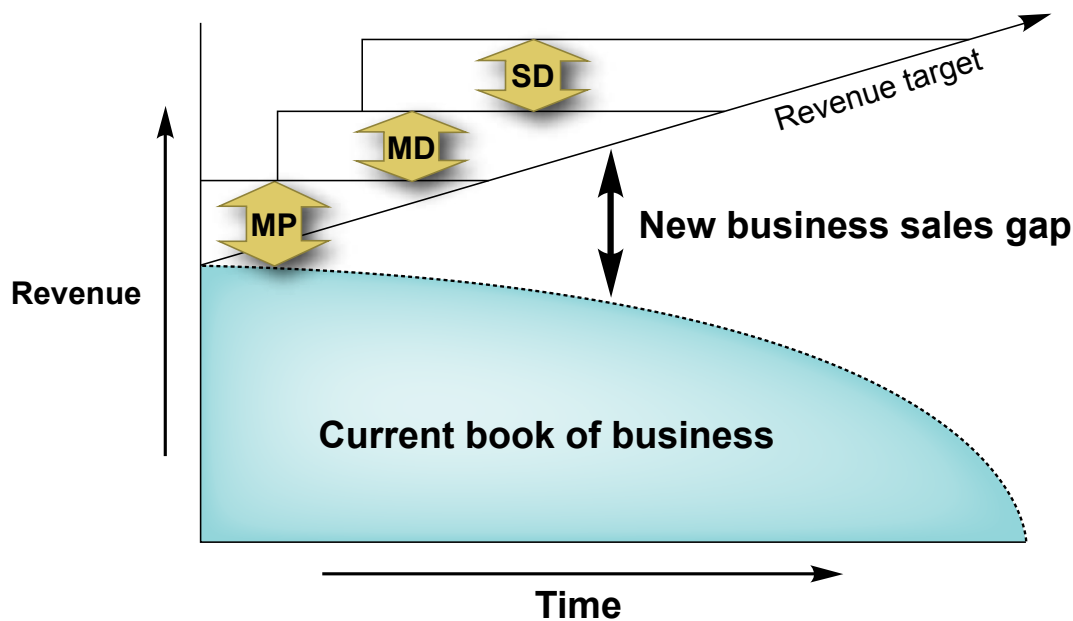 SD
Revenue target
MD
MP
New business sales gap
Revenue
Current book of business
Time